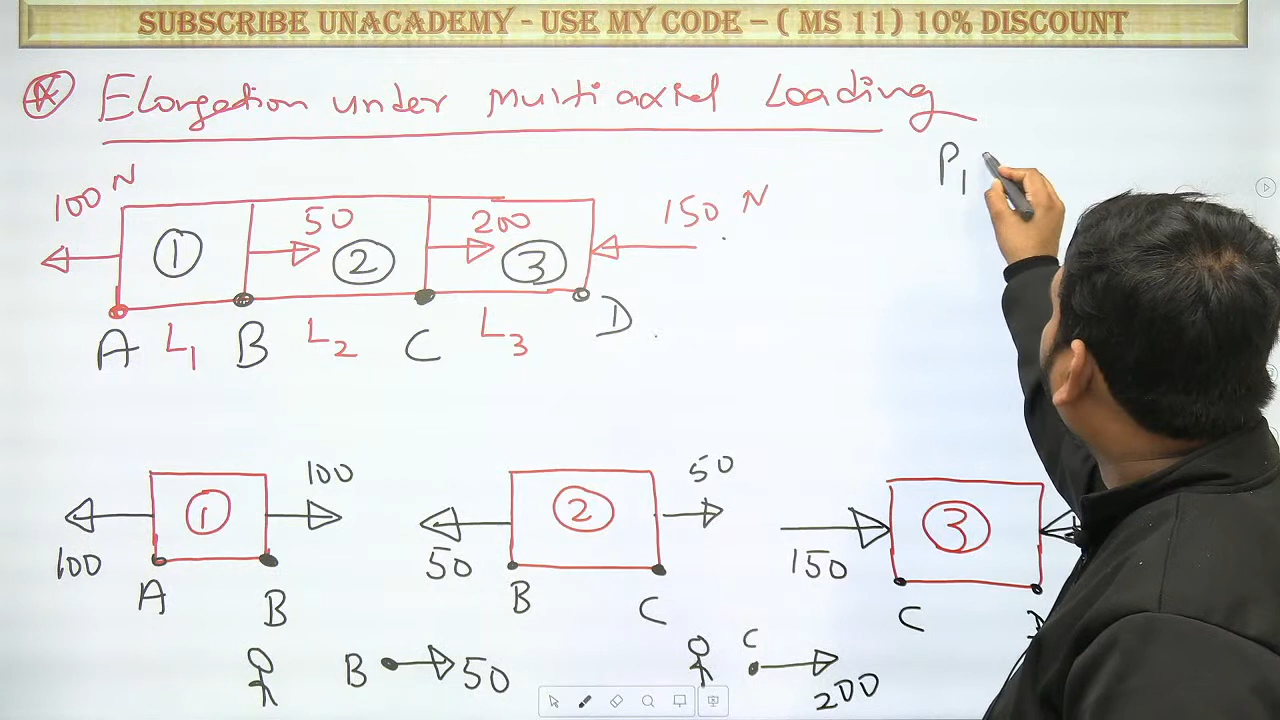 SUBSCRIBE UNACADEMY - USE MY CODE – ( MS 11) 10% DISCOUNT
Elongation under multiaxial Loading
P1
100 N
50
200
150 N
1
2
3
A L1 B L2 C L3 D
100
50
1
2
3
100
50
150
A B
B C
C
B 50
C
200